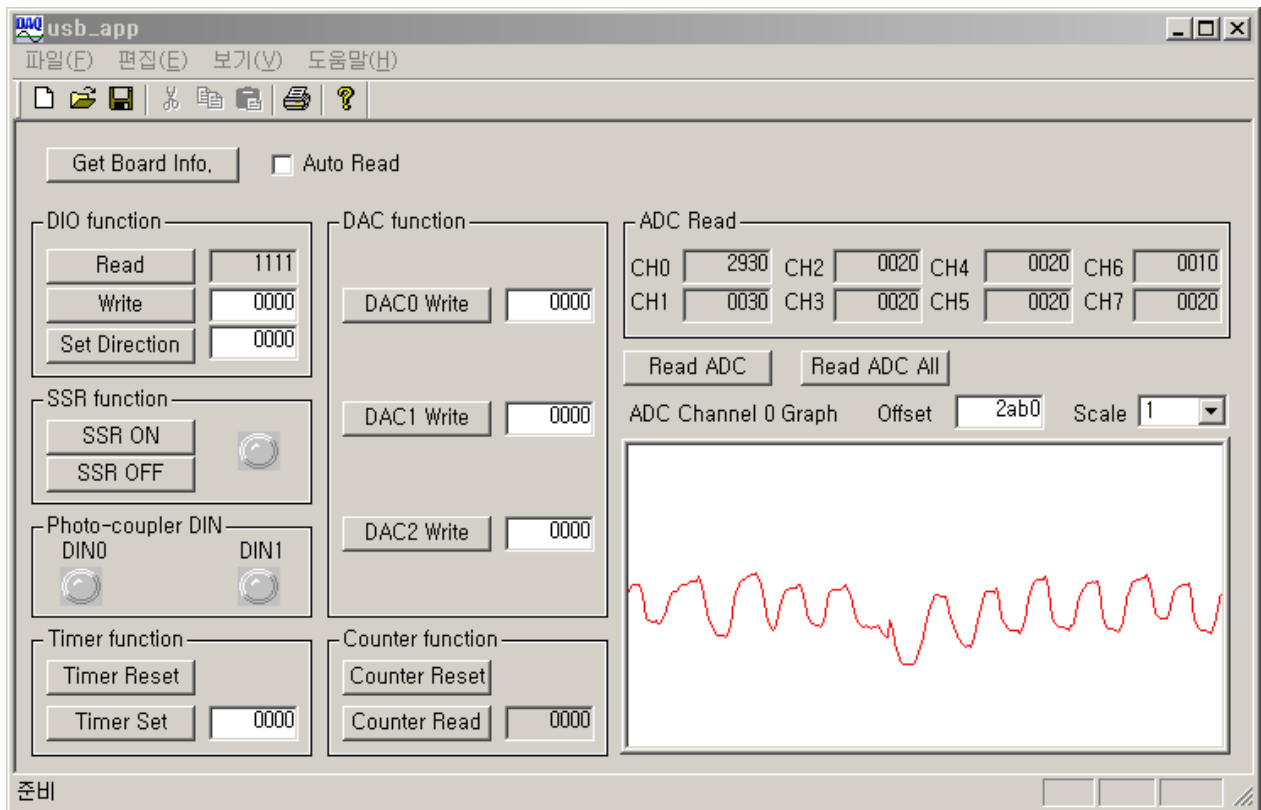 DAQ usb_app
파일(F) 편집(E) 보기(V) 도움말(H)
Get Board Info, Auto Read
DIO function
Read 1111
Write 0000
Set Direction 0000
SSR function
SSR ON
SSR OFF
Photo-coupler DIN
DIN0 DIN1
Timer function
Timer Reset
Timer Set 0000
DAC function
DAC0 Write 0000
DAC1 Write 0000
DAC2 Write 0000
Counter function
Counter Reset
Counter Read 0000
ADC Read
CH0 2930 CH2 0020 CH4 0020 CH6 0010
CH1 0030 CH3 0020 CH5 0020 CH7 0020
Read ADC Read ADC All
ADC Channel 0 Graph Offset 2ab0 Scale 1
준비